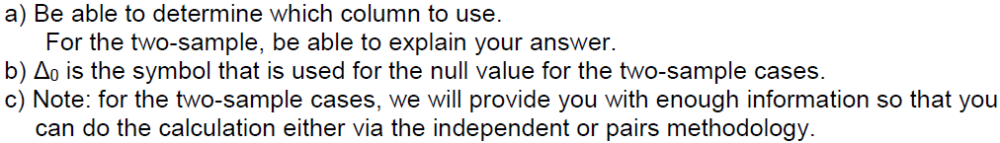 a) Be able to determine which column to use.
For the two-sample, be able to explain your answer.
b) Δ₀ is the symbol that is used for the null value for the two-sample cases.
c) Note: for the two-sample cases, we will provide you with enough information so that you
can do the calculation either via the independent or pairs methodology.